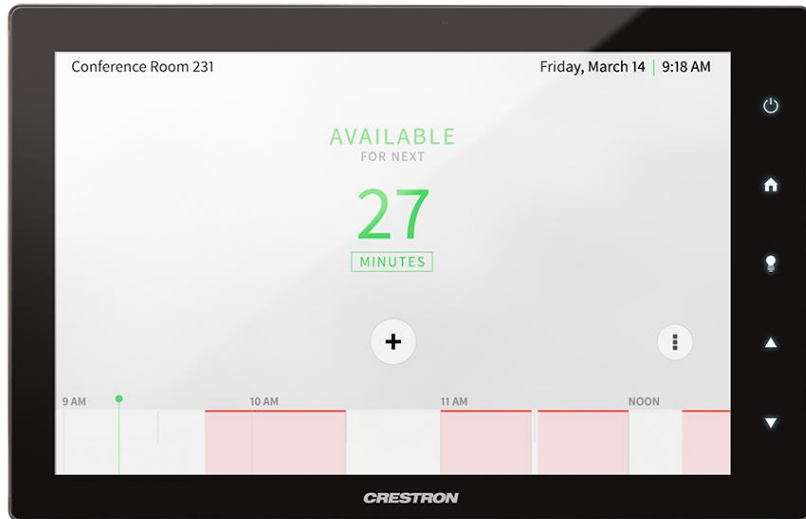 Conference Room 231
Friday, March 14 | 9:18 AM
AVAILABLE
FOR NEXT
27
MINUTES
9 AM
10 AM
11 AM
NOON
CRESTRON